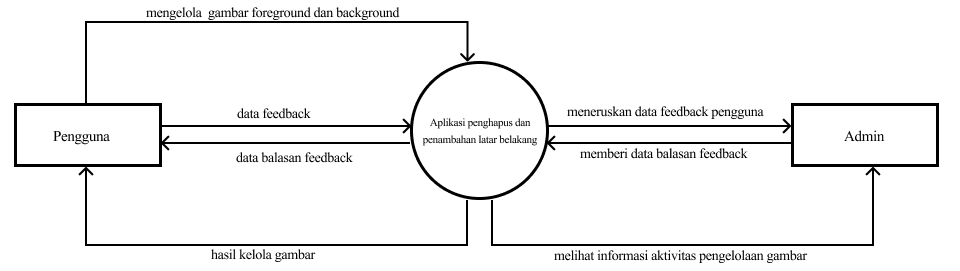 mengelola gambar foreground dan background
Pengguna
data feedback
data balasan feedback
Aplikasi penghapus dan
penambahan latar belakang
meneruskan data feedback pengguna
memberi data balasan feedback
Admin
hasil kelola gambar
melihat informasi aktivitas pengelolaan gambar